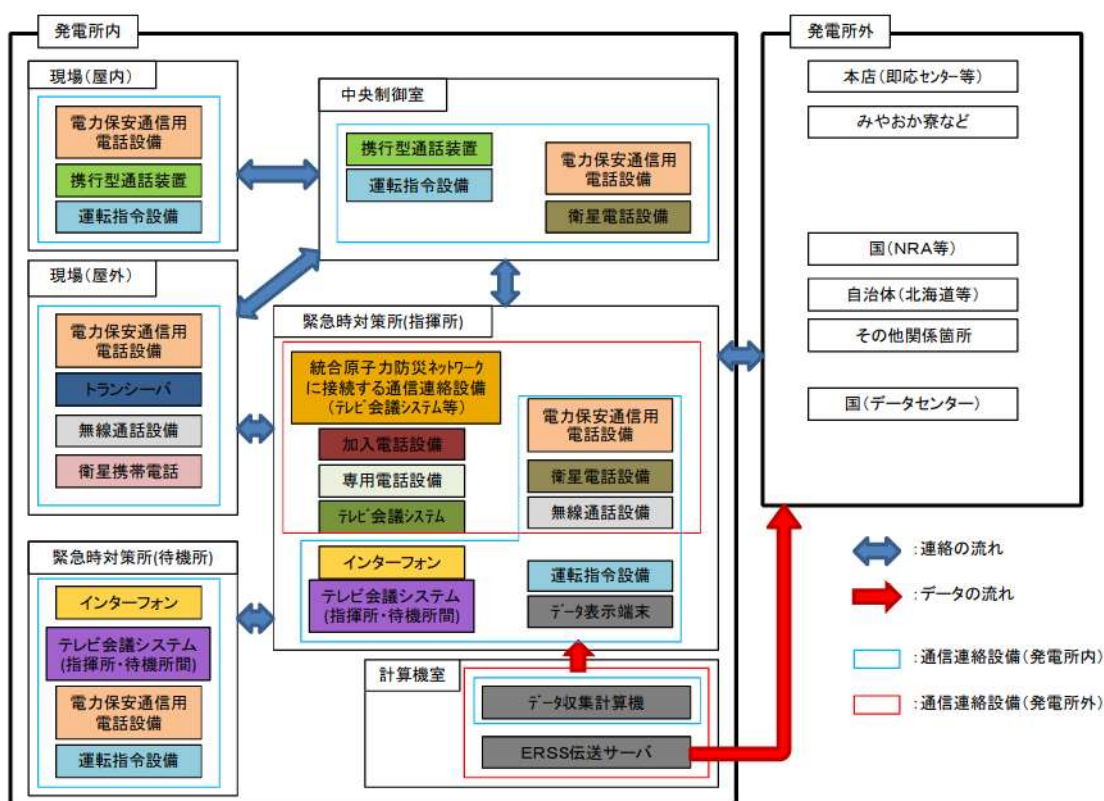 発電所内
現場(屋内)
電力保安通信用
電話設備
携行型通話装置
運転指令設備
中央制御室
携行型通話装置
運転指令設備
電力保安通信用
電話設備
衛星電話設備
現場(屋外)
電力保安通信用
電話設備
トランシーバ
無線通話設備
衛星携帯電話
緊急時対策所(指揮所)
統合原子力防災ネットワーク
に接続する通信連絡設備
(テレビ会議システム等)
加入電話設備
専用電話設備
テレビ会議システム
電力保安通信用
電話設備
衛星電話設備
無線通話設備
インターフォン
テレビ会議システム
(指揮所・待機所間)
運転指令設備
データ表示端末
緊急時対策所(待機所)
インターフォン
テレビ会議システム
(指揮所・待機所間)
電力保安通信用
電話設備
運転指令設備
計算機室
データ収集計算機
ERSS伝送サーバ
発電所外
本店(即応センター等)
みやおか寮など
国(NRA等)
自治体(北海道等)
その他関係箇所
国(データセンター)
:連絡の流れ
:データの流れ
:通信連絡設備(発電所内)
:通信連絡設備(発電所外)